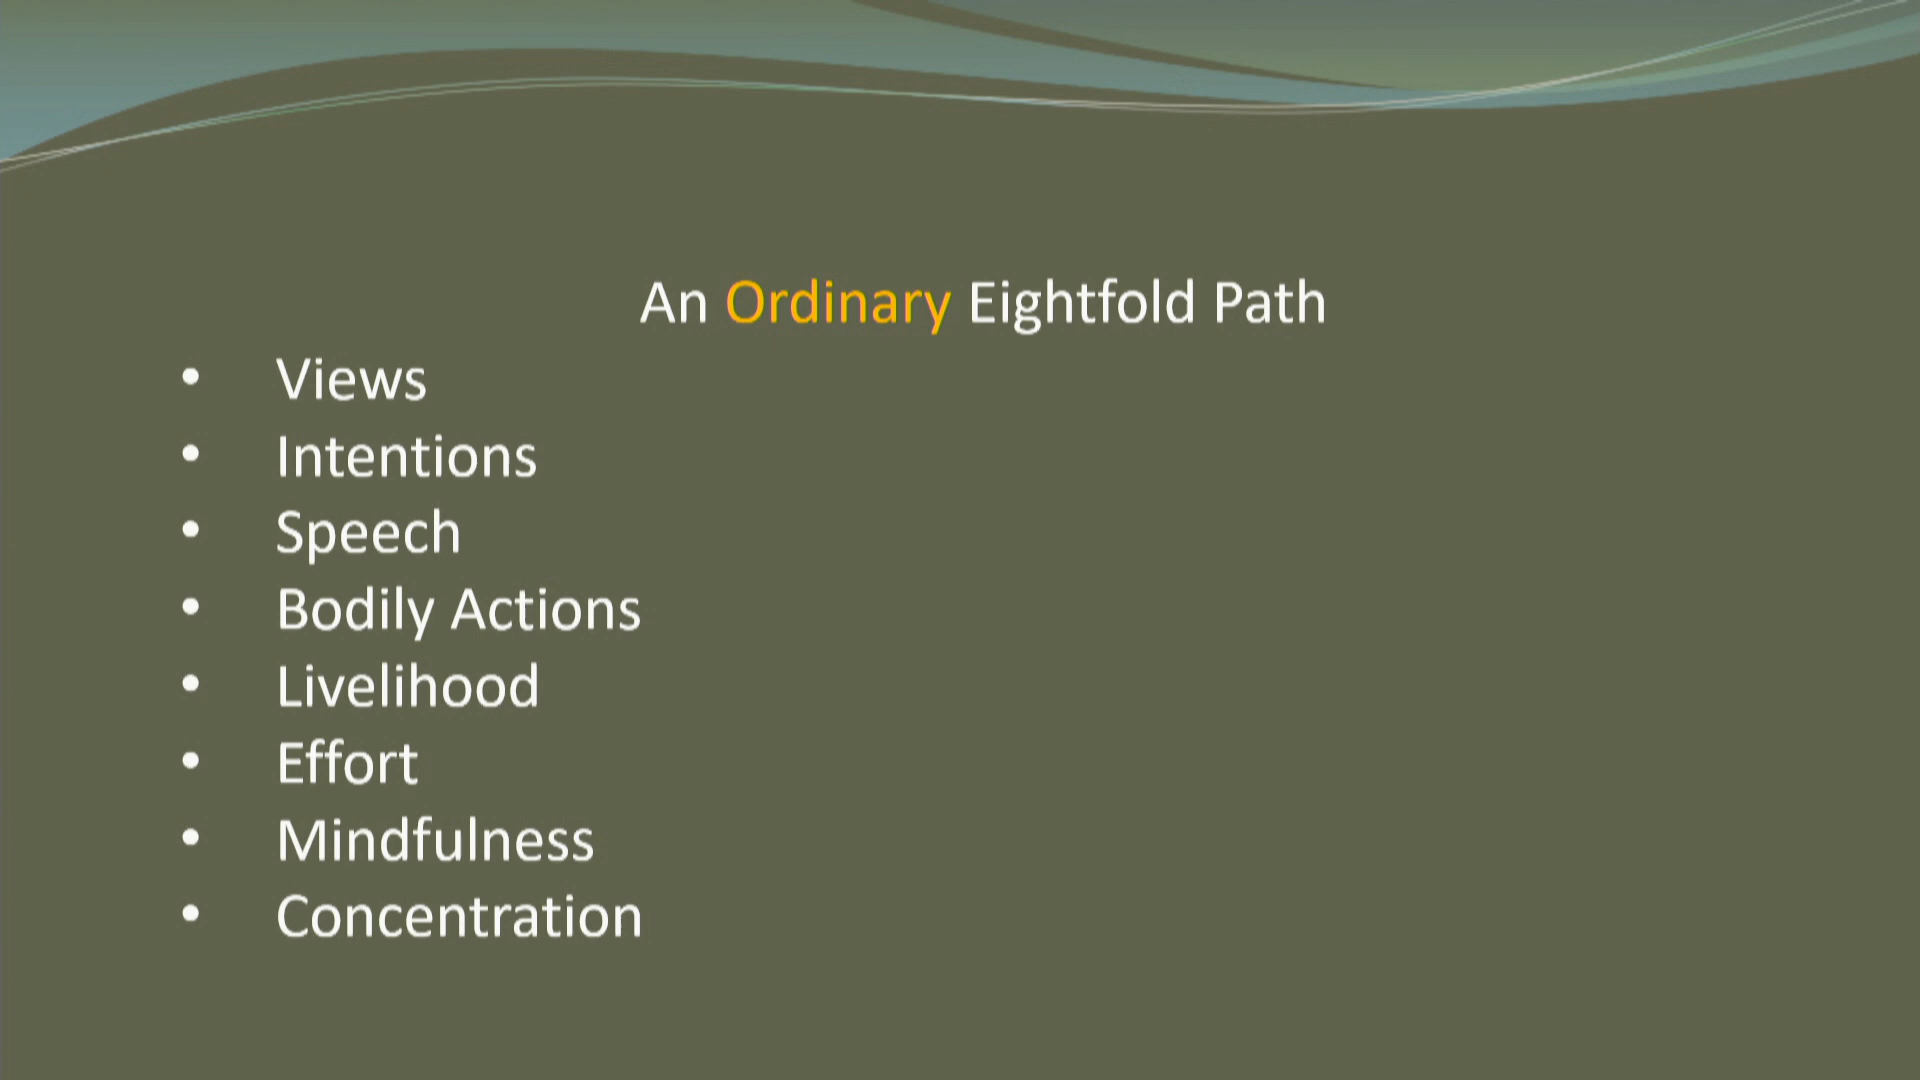 An Ordinary Eightfold Path
• Views
• Intentions
• Speech
• Bodily Actions
• Livelihood
• Effort
• Mindfulness
• Concentration